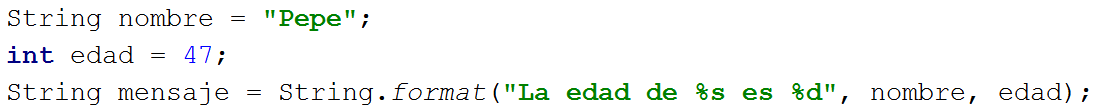 String nombre = "Pepe";
int edad = 47;
String mensaje = String.format("La edad de %s es %d", nombre, edad);